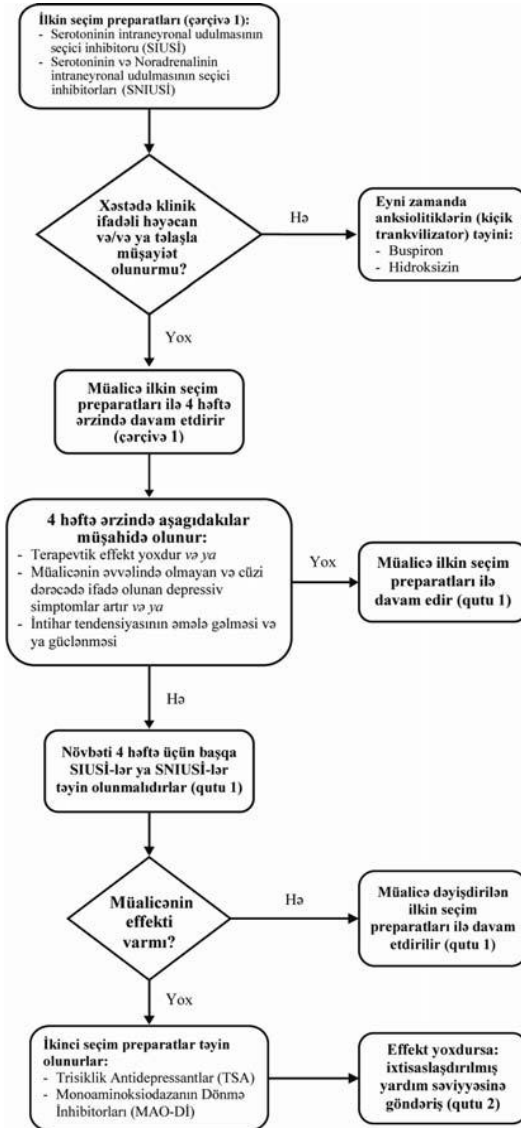 İlkin seçim preparatları (çərçivə 1):
- Serotoninin intraneyronal udulmasının
seçici inhibitoru (SIUSİ)
- Serotoninin və Noradrenalinin
intraneyronal udulmasının seçici
inhibitorları (SNIUSİ)
Xəstədə klinik
ifadəli həyəcan
və/və ya təlaşla
müşayiət
olunurmu?
Hə
Eyni zamanda
anksiolitiklərin (kiçik
trankvilizator) təyini:
- Buspiron
- Hidroksizin
Yox
Müalicə ilkin seçim
preparatları ilə 4 həftə
ərzində davam etdirir
(çərçivə 1)
4 həftə ərzində aşagıdakılar
müşahidə olunur:
- Terapevtik effekt yoxdur və ya
- Müalicənin əvvəlində olmayan və cüzi
dərəcədə ifadə olunan depressiv
simptomlar artır və ya
- İntihar tendensiyasının əmələ gəlməsi və
ya güclənməsi
Yox
Müalicə ilkin seçim
preparatları ilə
davam edir (qutu 1)
Hə
Növbəti 4 həftə üçün başqa
SIUSİ-lər ya SNIUSİ-lər
təyin olunmalıdırlar (qutu 1)
Müalicənin
effekti
varmı?
Hə
Müalicə dəyişdirilən
ilkin seçim
preparatları ilə davam
etdirilir (qutu 1)
Yox
İkinci seçim preparatlar təyin
olunurlar:
- Trisiklik Antidepressantlar (TSA)
- Monoaminoksiodazanın Dönmə
İnhibitorları (MAO-Dİ)
Effekt yoxdursa:
ixtisaslaşdırılmış
yardım səviyyəsinə
göndəriş (qutu 2)